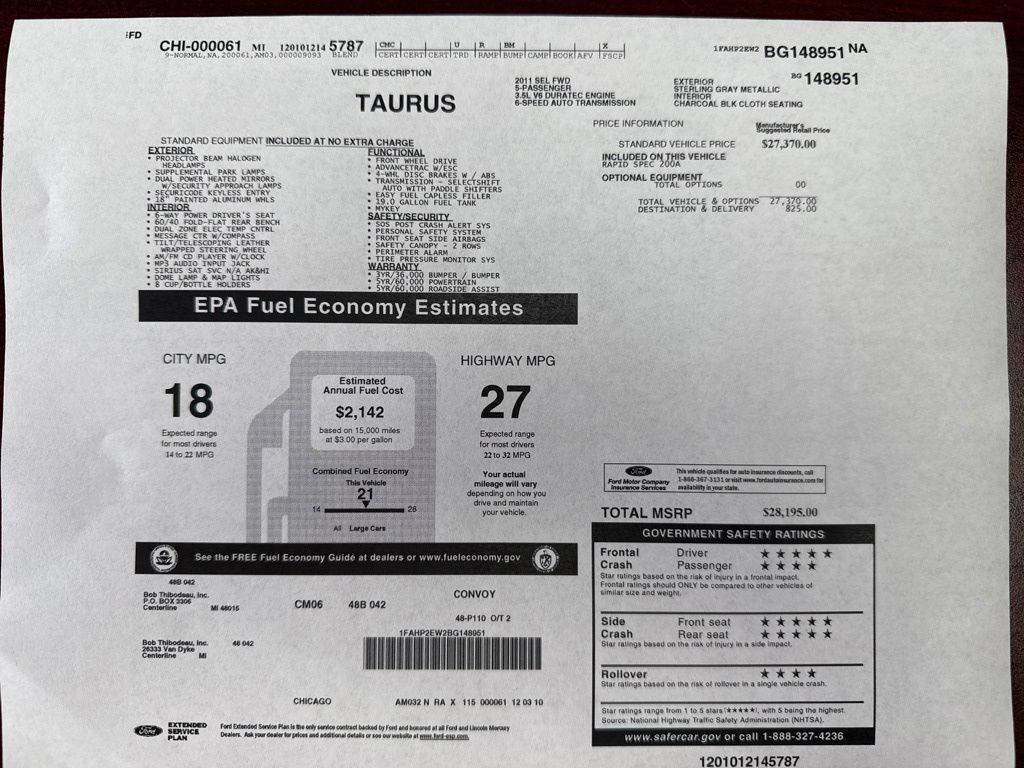 FD
CHI-000061 MI 120101214 5787
9-NORMAL,NA,200061,AM03,000009093 BLEND
CMC U R BM X
CERT CERT CERT TRD RAMP BUMP CAMP BOOK AFV FSCP
1FAHP2EW2 BG148951 NA
BG 148951
VEHICLE DESCRIPTION
TAURUS
2011 SEL FWD
5-PASSENGER
3.5L V6 DURATEC ENGINE
6-SPEED AUTO TRANSMISSION
EXTERIOR
STERLING GRAY METALLIC
INTERIOR
CHARCOAL BLK CLOTH SEATING
STANDARD EQUIPMENT INCLUDED AT NO EXTRA CHARGE
EXTERIOR
• PROJECTOR BEAM HALOGEN
HEADLAMPS
• SUPPLEMENTAL PARK LAMPS
• DUAL POWER HEATED MIRRORS
W/SECURITY APPROACH LAMPS
• SECURICODE KEYLESS ENTRY
• 18" PAINTED ALUMINUM WHLS
INTERIOR
• 6-WAY POWER DRIVER'S SEAT
• 60/40 FOLD-FLAT REAR BENCH
• DUAL ZONE ELEC TEMP CNTRL
• MESSAGE CTR W/COMPASS
• TILT/TELESCOPING LEATHER
WRAPPED STEERING WHEEL
• AM/FM CD PLAYER W/CLOCK
• MP3 AUDIO INPUT JACK
• SIRIUS SAT SVC N/A AK&HI
• DOME LAMP & MAP LIGHTS
• 8 CUP/BOTTLE HOLDERS
FUNCTIONAL
• FRONT WHEEL DRIVE
• ADVANCETRAC W/ESC
• 4-WHL DISC BRAKES W / ABS
• TRANSMISSION - SELECTSHIFT
AUTO WITH PADDLE SHIFTERS
• EASY FUEL CAPLESS FILLER
• 19.0 GALLON FUEL TANK
• MYKEY
SAFETY/SECURITY
• SOS POST CRASH ALERT SYS
• PERSONAL SAFETY SYSTEM
• FRONT SEAT SIDE AIRBAGS
• SAFETY CANOPY - 2 ROWS
• PERIMETER ALARM
• TIRE PRESSURE MONITOR SYS
WARRANTY
• 3YR/36,000 BUMPER / BUMPER
• 5YR/60,000 POWERTRAIN
• 5YR/60,000 ROADSIDE ASSIST
PRICE INFORMATION
Manufacturer's
Suggested Retail Price
STANDARD VEHICLE PRICE $27,370.00
INCLUDED ON THIS VEHICLE
RAPID SPEC 200A
OPTIONAL EQUIPMENT
TOTAL OPTIONS 00
TOTAL VEHICLE & OPTIONS 27,370.00
DESTINATION & DELIVERY 825.00
EPA Fuel Economy Estimates
CITY MPG
18
Expected range
for most drivers
14 to 22 MPG
Estimated
Annual Fuel Cost
$2,142
based on 15,000 miles
at $3.00 per gallon
Combined Fuel Economy
This Vehicle
21
14 28
All Large Cars
HIGHWAY MPG
27
Expected range
for most drivers
22 to 32 MPG
Your actual
mileage will vary
depending on how you
drive and maintain
your vehicle.
See the FREE Fuel Economy Guide at dealers or www.fueleconomy.gov
Ford
Ford Motor Company
Insurance Services
This vehicle qualifies for auto insurance discounts, call
1-866-367-3131 or visit www.fordautoinsurance.com for
availability in your state.
TOTAL MSRP $28,195.00
GOVERNMENT SAFETY RATINGS
Frontal Driver ★★★★★
Crash Passenger ★★★★
Star ratings based on the risk of injury in a frontal impact.
Frontal ratings should ONLY be compared to other vehicles of
similar size and weight.
Side Front seat ★★★★★
Crash Rear seat ★★★★★
Star ratings based on the risk of injury in a side impact.
Rollover ★★★★
Star ratings based on the risk of rollover in a single vehicle crash.
Star ratings range from 1 to 5 stars (★★★★★), with 5 being the highest.
Source: National Highway Traffic Safety Administration (NHTSA).
www.safercar.gov or call 1-888-327-4236
1201012145787
48B 042
Bob Thibodeau, Inc.
P.O. BOX 3306
Centerline MI 48015
CM06 48B 042
CONVOY
48-P110 O/T 2
1FAHP2EW2BG148951
Bob Thibodeau, Inc. 48 042
26333 Van Dyke
Centerline MI
CHICAGO AM032 N RA X 115 000061 12 03 10
Ford
EXTENDED
SERVICE
PLAN
Ford Extended Service Plan is the only service contract backed by Ford and honored at all Ford and Lincoln Mercury
Dealers. Ask your dealer for prices and additional details or see our website at www.ford-esp.com.